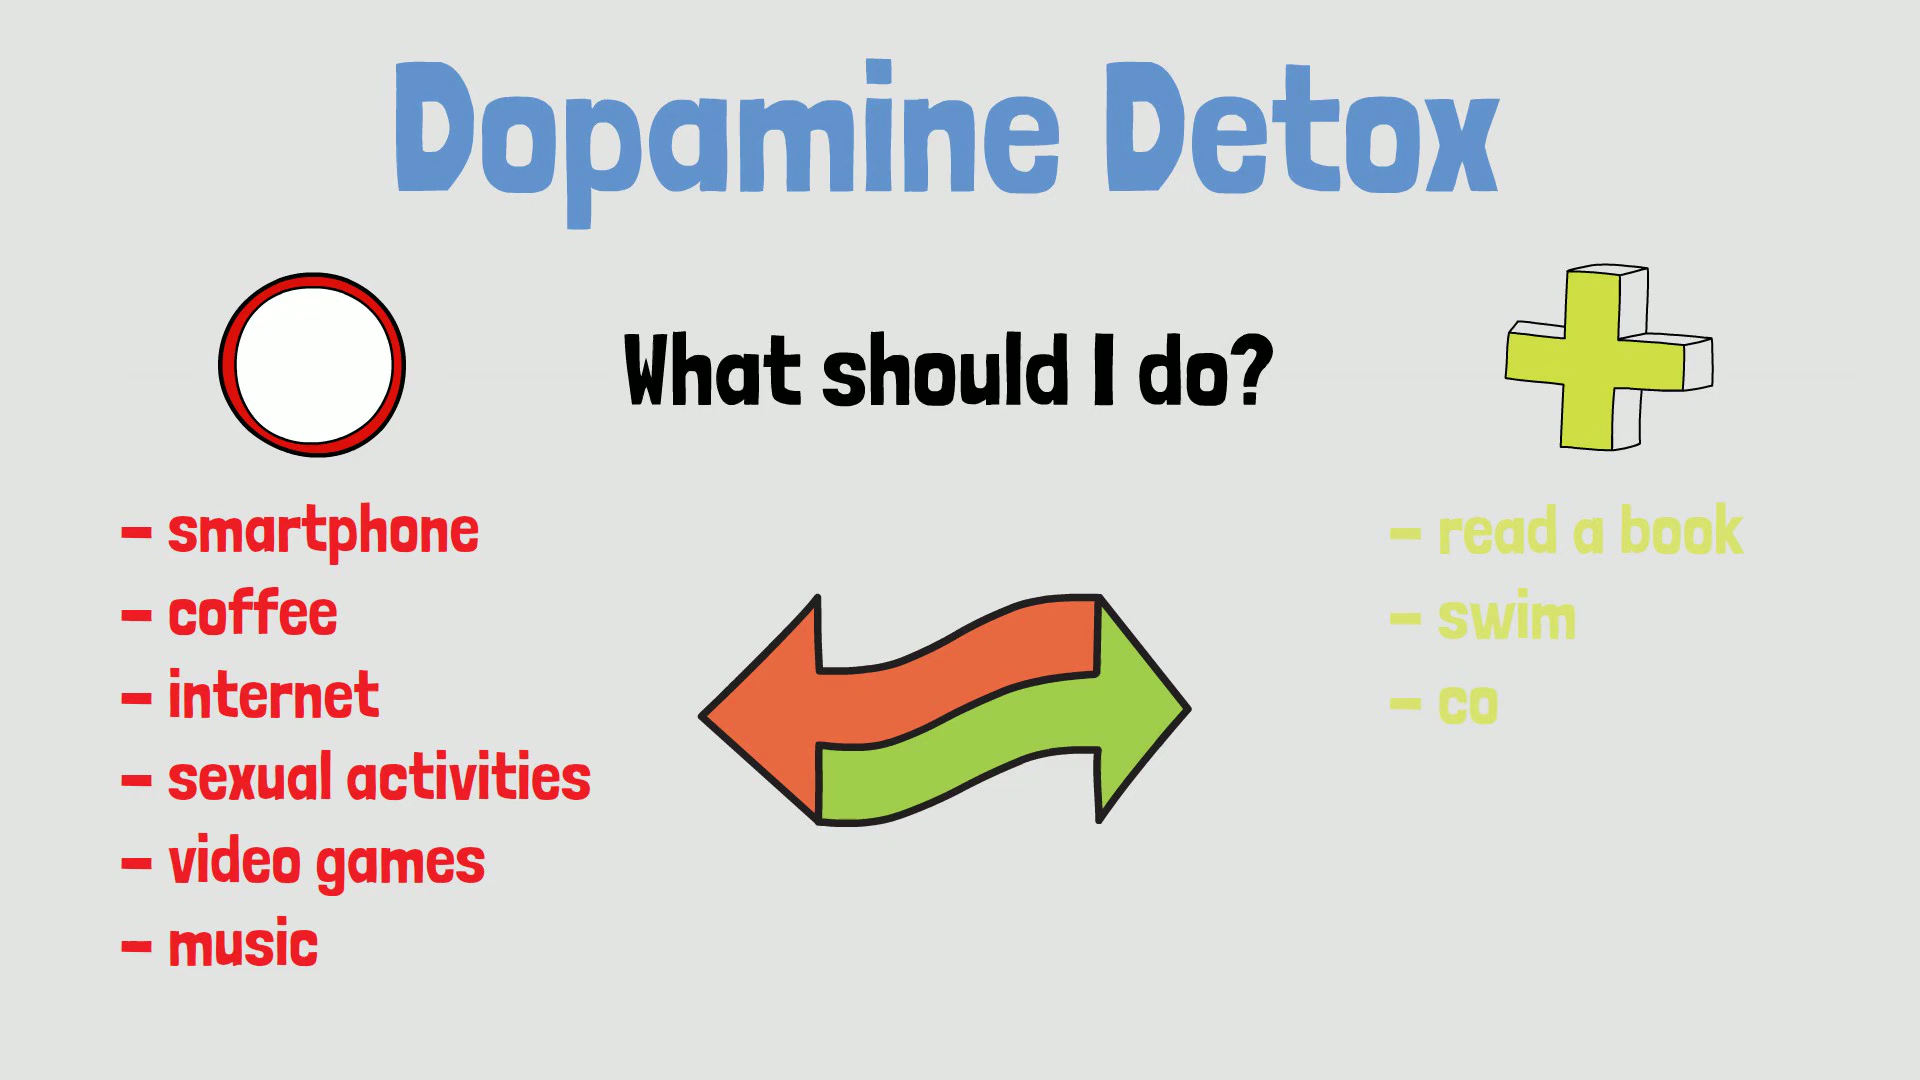 Dopamine Detox
What should I do?
- smartphone
- coffee
- internet
- sexual activities
- video games
- music
- read a book
- swim
- co